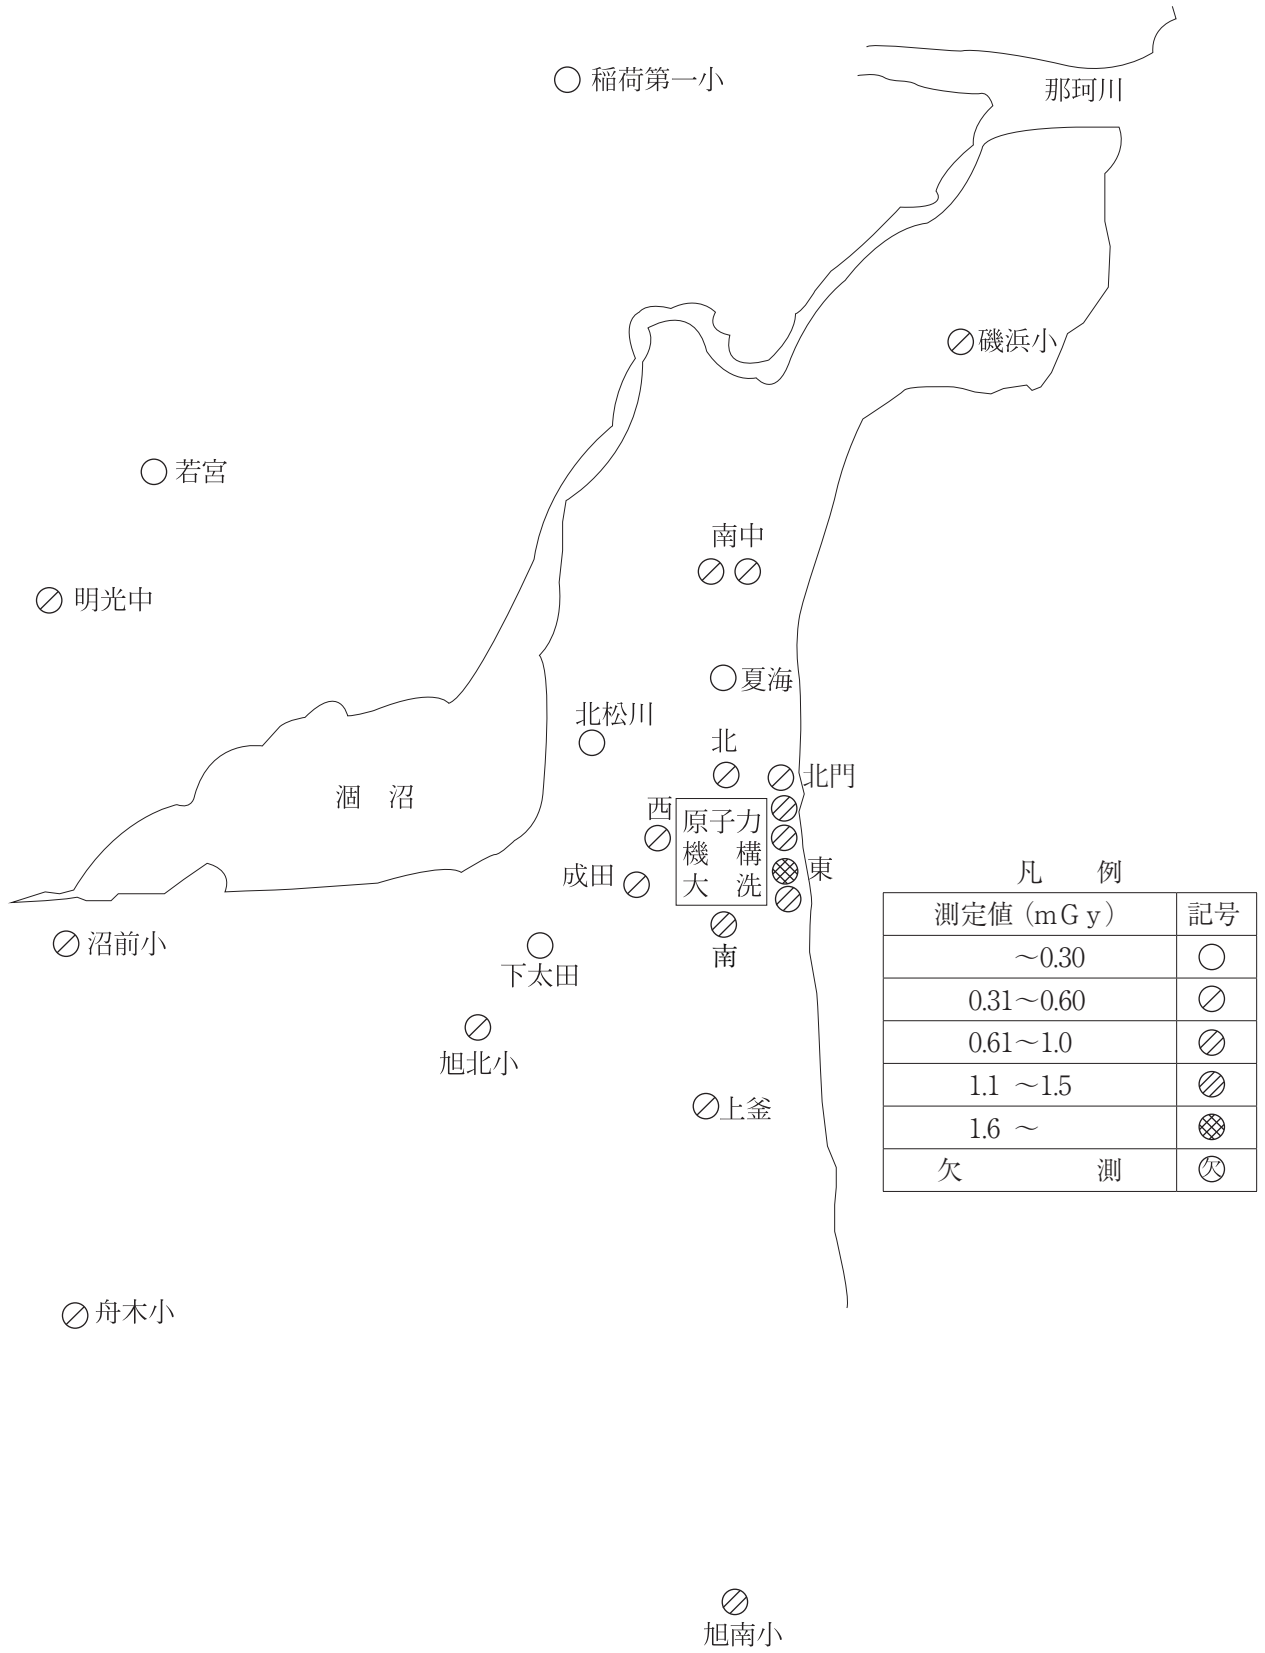 稲荷第一小
那珂川
磯浜小
若宮
南中
明光中
夏海
北松川
北
北門
涸　沼
西
原子力
機　構
大　洗
東
成田
沼前小
南
下太田
旭北小
上釜
舟木小
旭南小
凡　　例
測定値（mGy） 記号
～0.30
0.31～0.60
0.61～1.0
1.1 ～1.5
1.6 ～
欠　　　　　測 欠